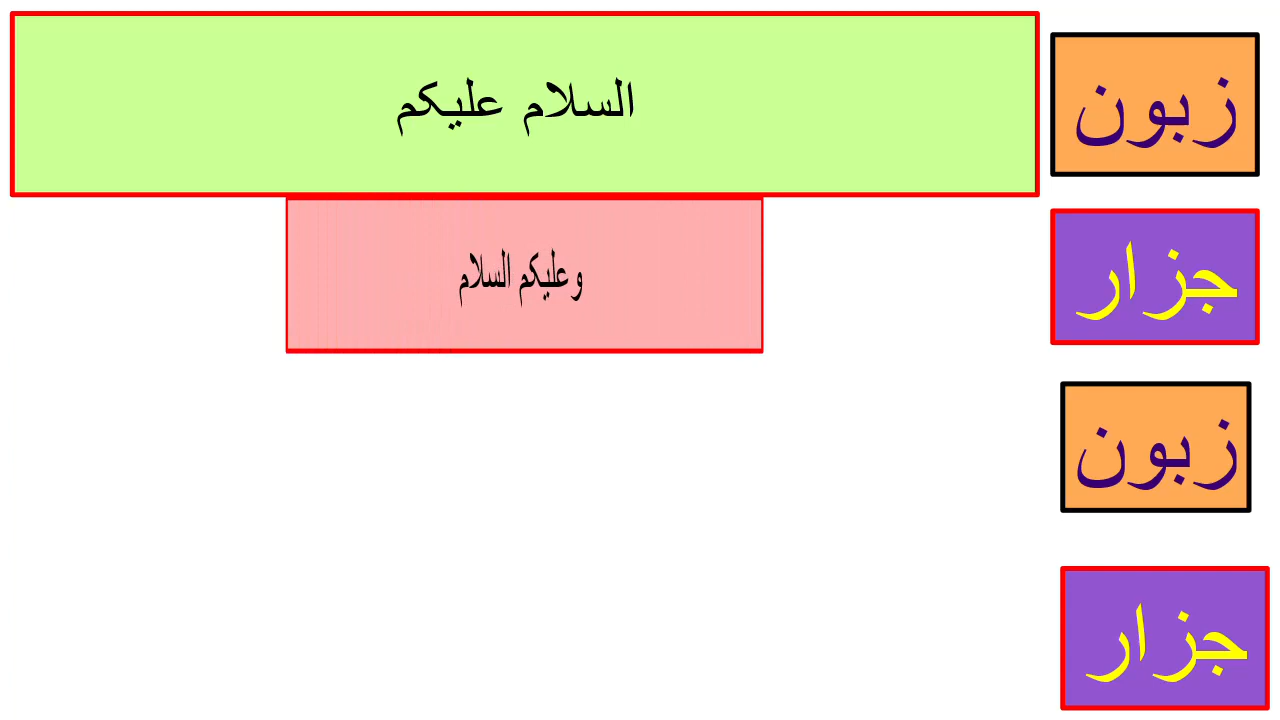 زبون
السلام عليكم
جزار
وعليكم السلام
زبون
جزار